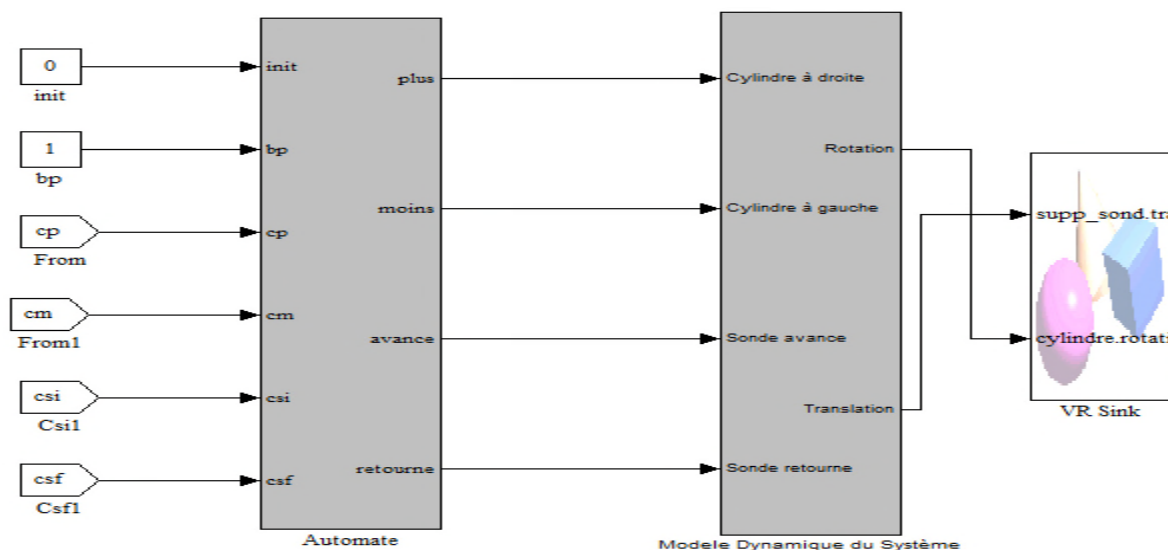 0
init
1
bp
cp
From
cm
From1
csi
Csi1
csf
Csf1
init
bp
cp
cm
csi
csf
plus
moins
avance
retourne
Automate
Cylindre à droite
Cylindre à gauche
Sonde avance
Sonde retourne
Rotation
Translation
Modele Dynamique du Système
supp_sond.tra
cylindre.rotati
VR Sink